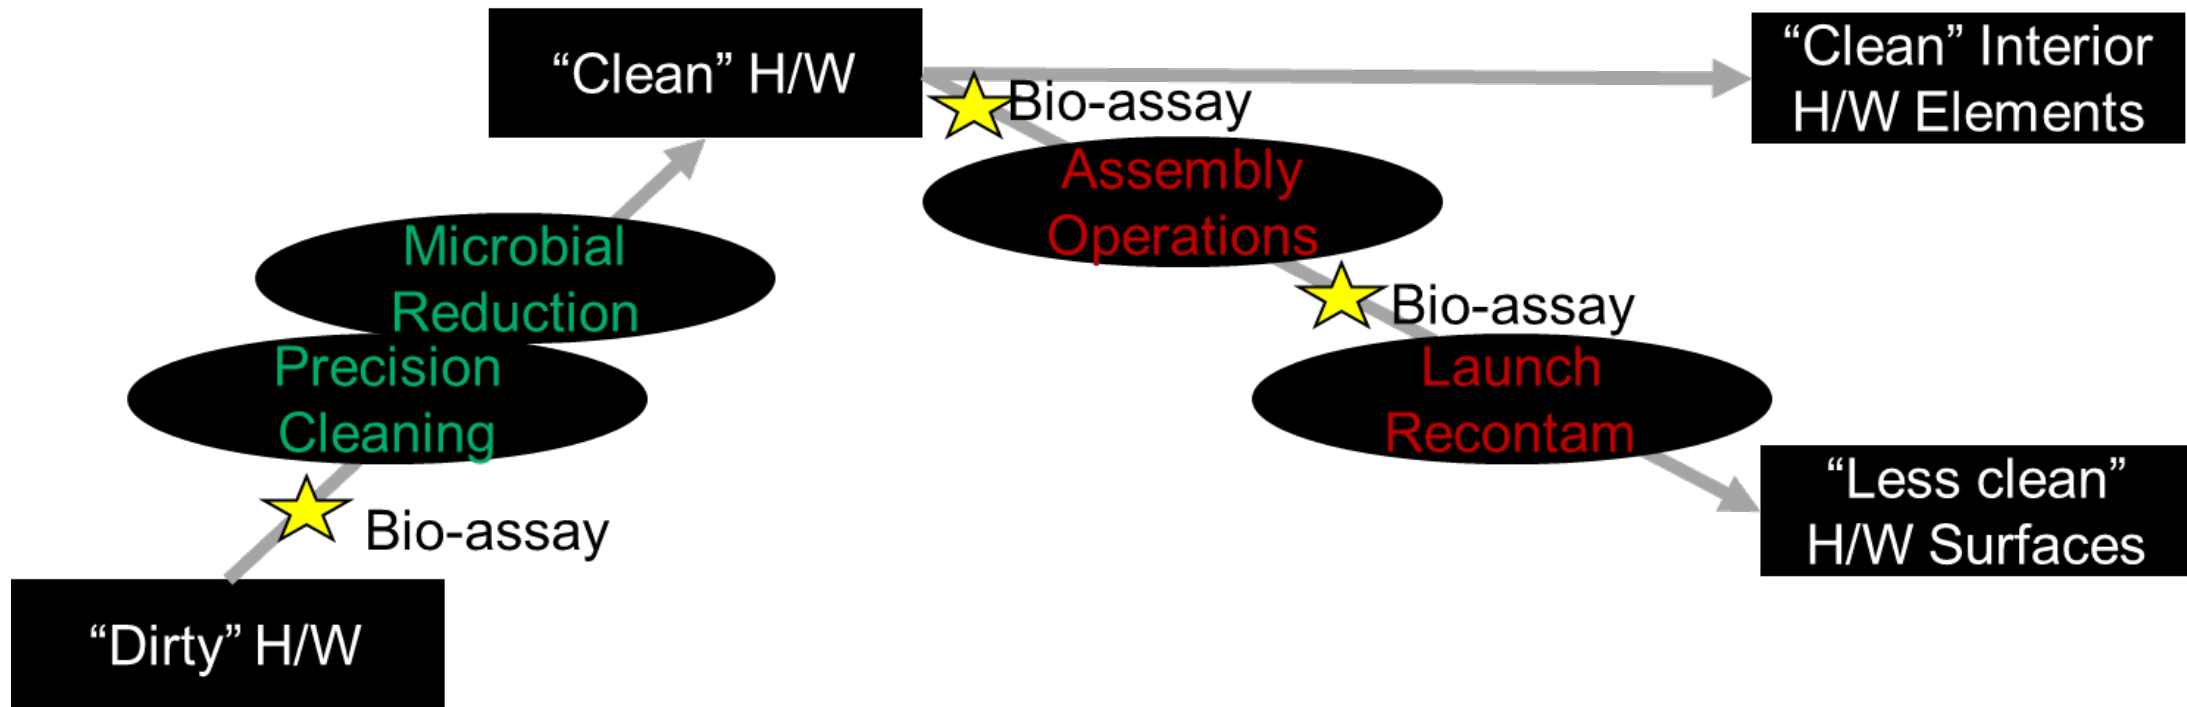 “Clean” H/W
“Clean” Interior
H/W Elements
Bio-assay
Assembly
Operations
Microbial
Reduction
Bio-assay
Precision
Cleaning
Launch
Recontam
Bio-assay
“Less clean”
H/W Surfaces
“Dirty” H/W